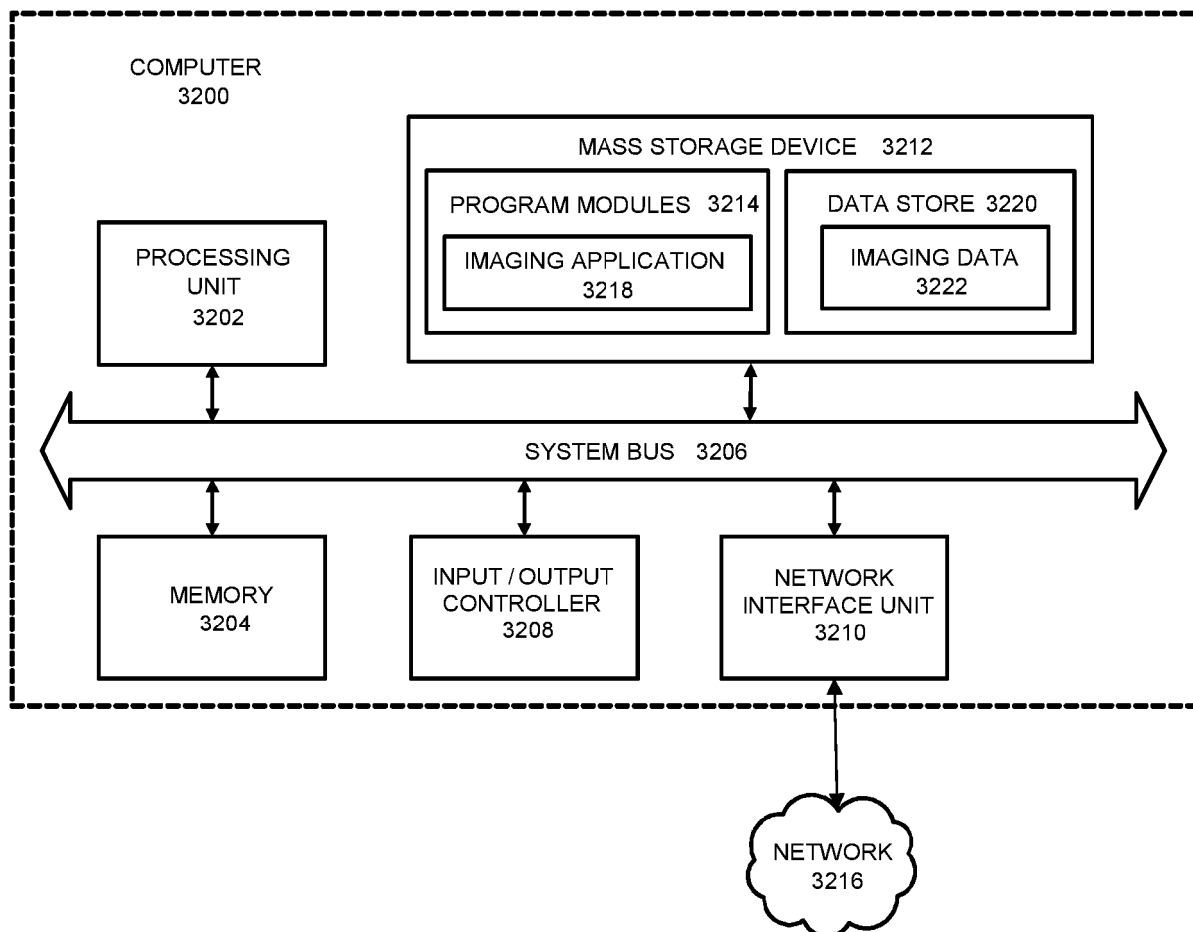 COMPUTER
3200
MASS STORAGE DEVICE 3212
PROGRAM MODULES 3214
IMAGING APPLICATION
3218
DATA STORE 3220
IMAGING DATA
3222
PROCESSING
UNIT
3202
SYSTEM BUS 3206
MEMORY
3204
INPUT / OUTPUT
CONTROLLER
3208
NETWORK
INTERFACE UNIT
3210
NETWORK
3216